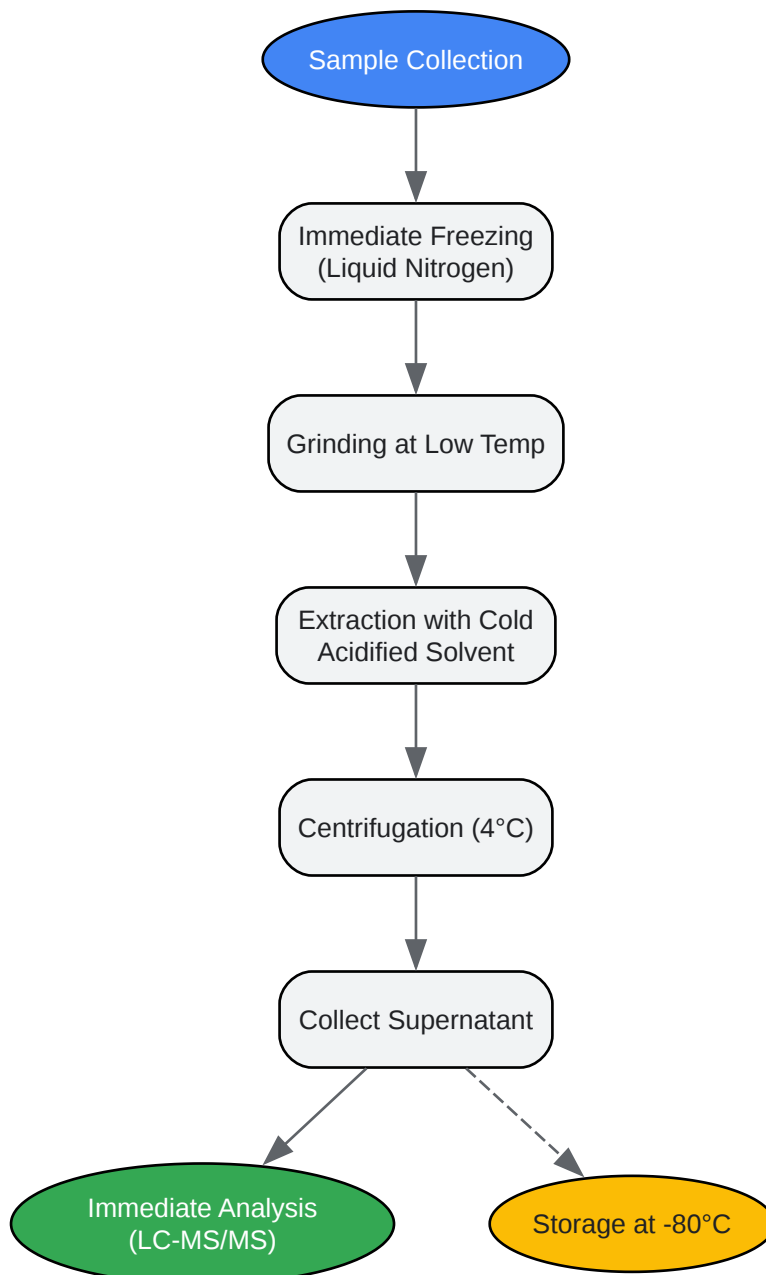 Sample Collection
Immediate Freezing
(Liquid Nitrogen)
Grinding at Low Temp
Extraction with Cold
Acidified Solvent
Centrifugation (4°C)
Collect Supernatant
Immediate Analysis
(LC-MS/MS)
Storage at -80°C